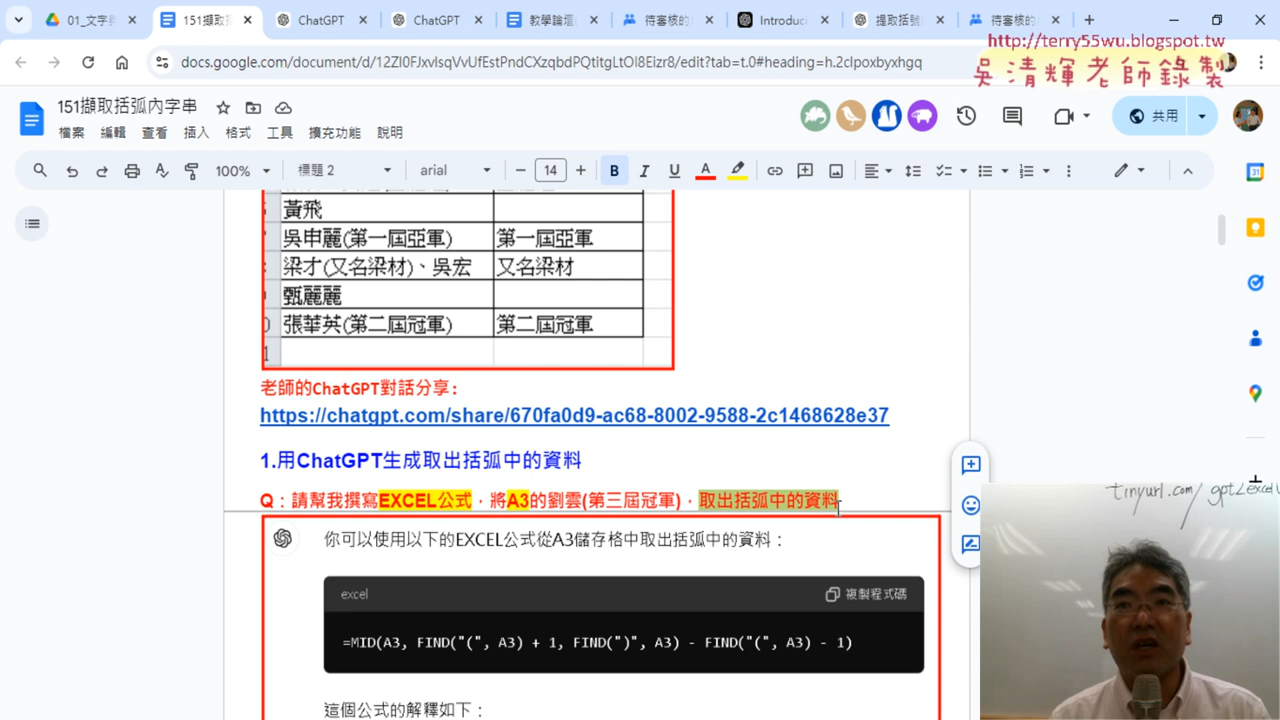 01_文字與
151擷取括
ChatGPT
ChatGPT
教學論壇(
待審核的
Introduci
提取括號
待審核的
docs.google.com/document/d/12ZI0FJxvIsqVvUfEstPndCXzqbdPQtitgLtOl8Eizr8/edit?tab=t.0#heading=h.2clpoxbyxhgq
http://terry55wu.blogspot.tw
吳清輝老師錄製
151擷取括弧內字串
檔案 編輯 查看 插入 格式 工具 擴充功能 說明
共用
100% 標題 2 arial 14 B I U A
黃飛
吳申麗(第一屆亞軍) 第一屆亞軍
梁才(又名梁材)、吳宏 又名梁材
甄麗麗
張華英(第二屆冠軍) 第二屆冠軍
老師的ChatGPT對話分享:
https://chatgpt.com/share/670fa0d9-ac68-8002-9588-2c1468628e37
1.用ChatGPT生成取出括弧中的資料
Q：請幫我撰寫EXCEL公式，將A3的劉雲(第三屆冠軍)，取出括弧中的資料
你可以使用以下的EXCEL公式從A3儲存格中取出括弧中的資料：
excel
複製程式碼
=MID(A3, FIND("(", A3) + 1, FIND(")", A3) - FIND("(", A3) - 1)
這個公式的解釋如下：
tinyurl.com/gpt2excel